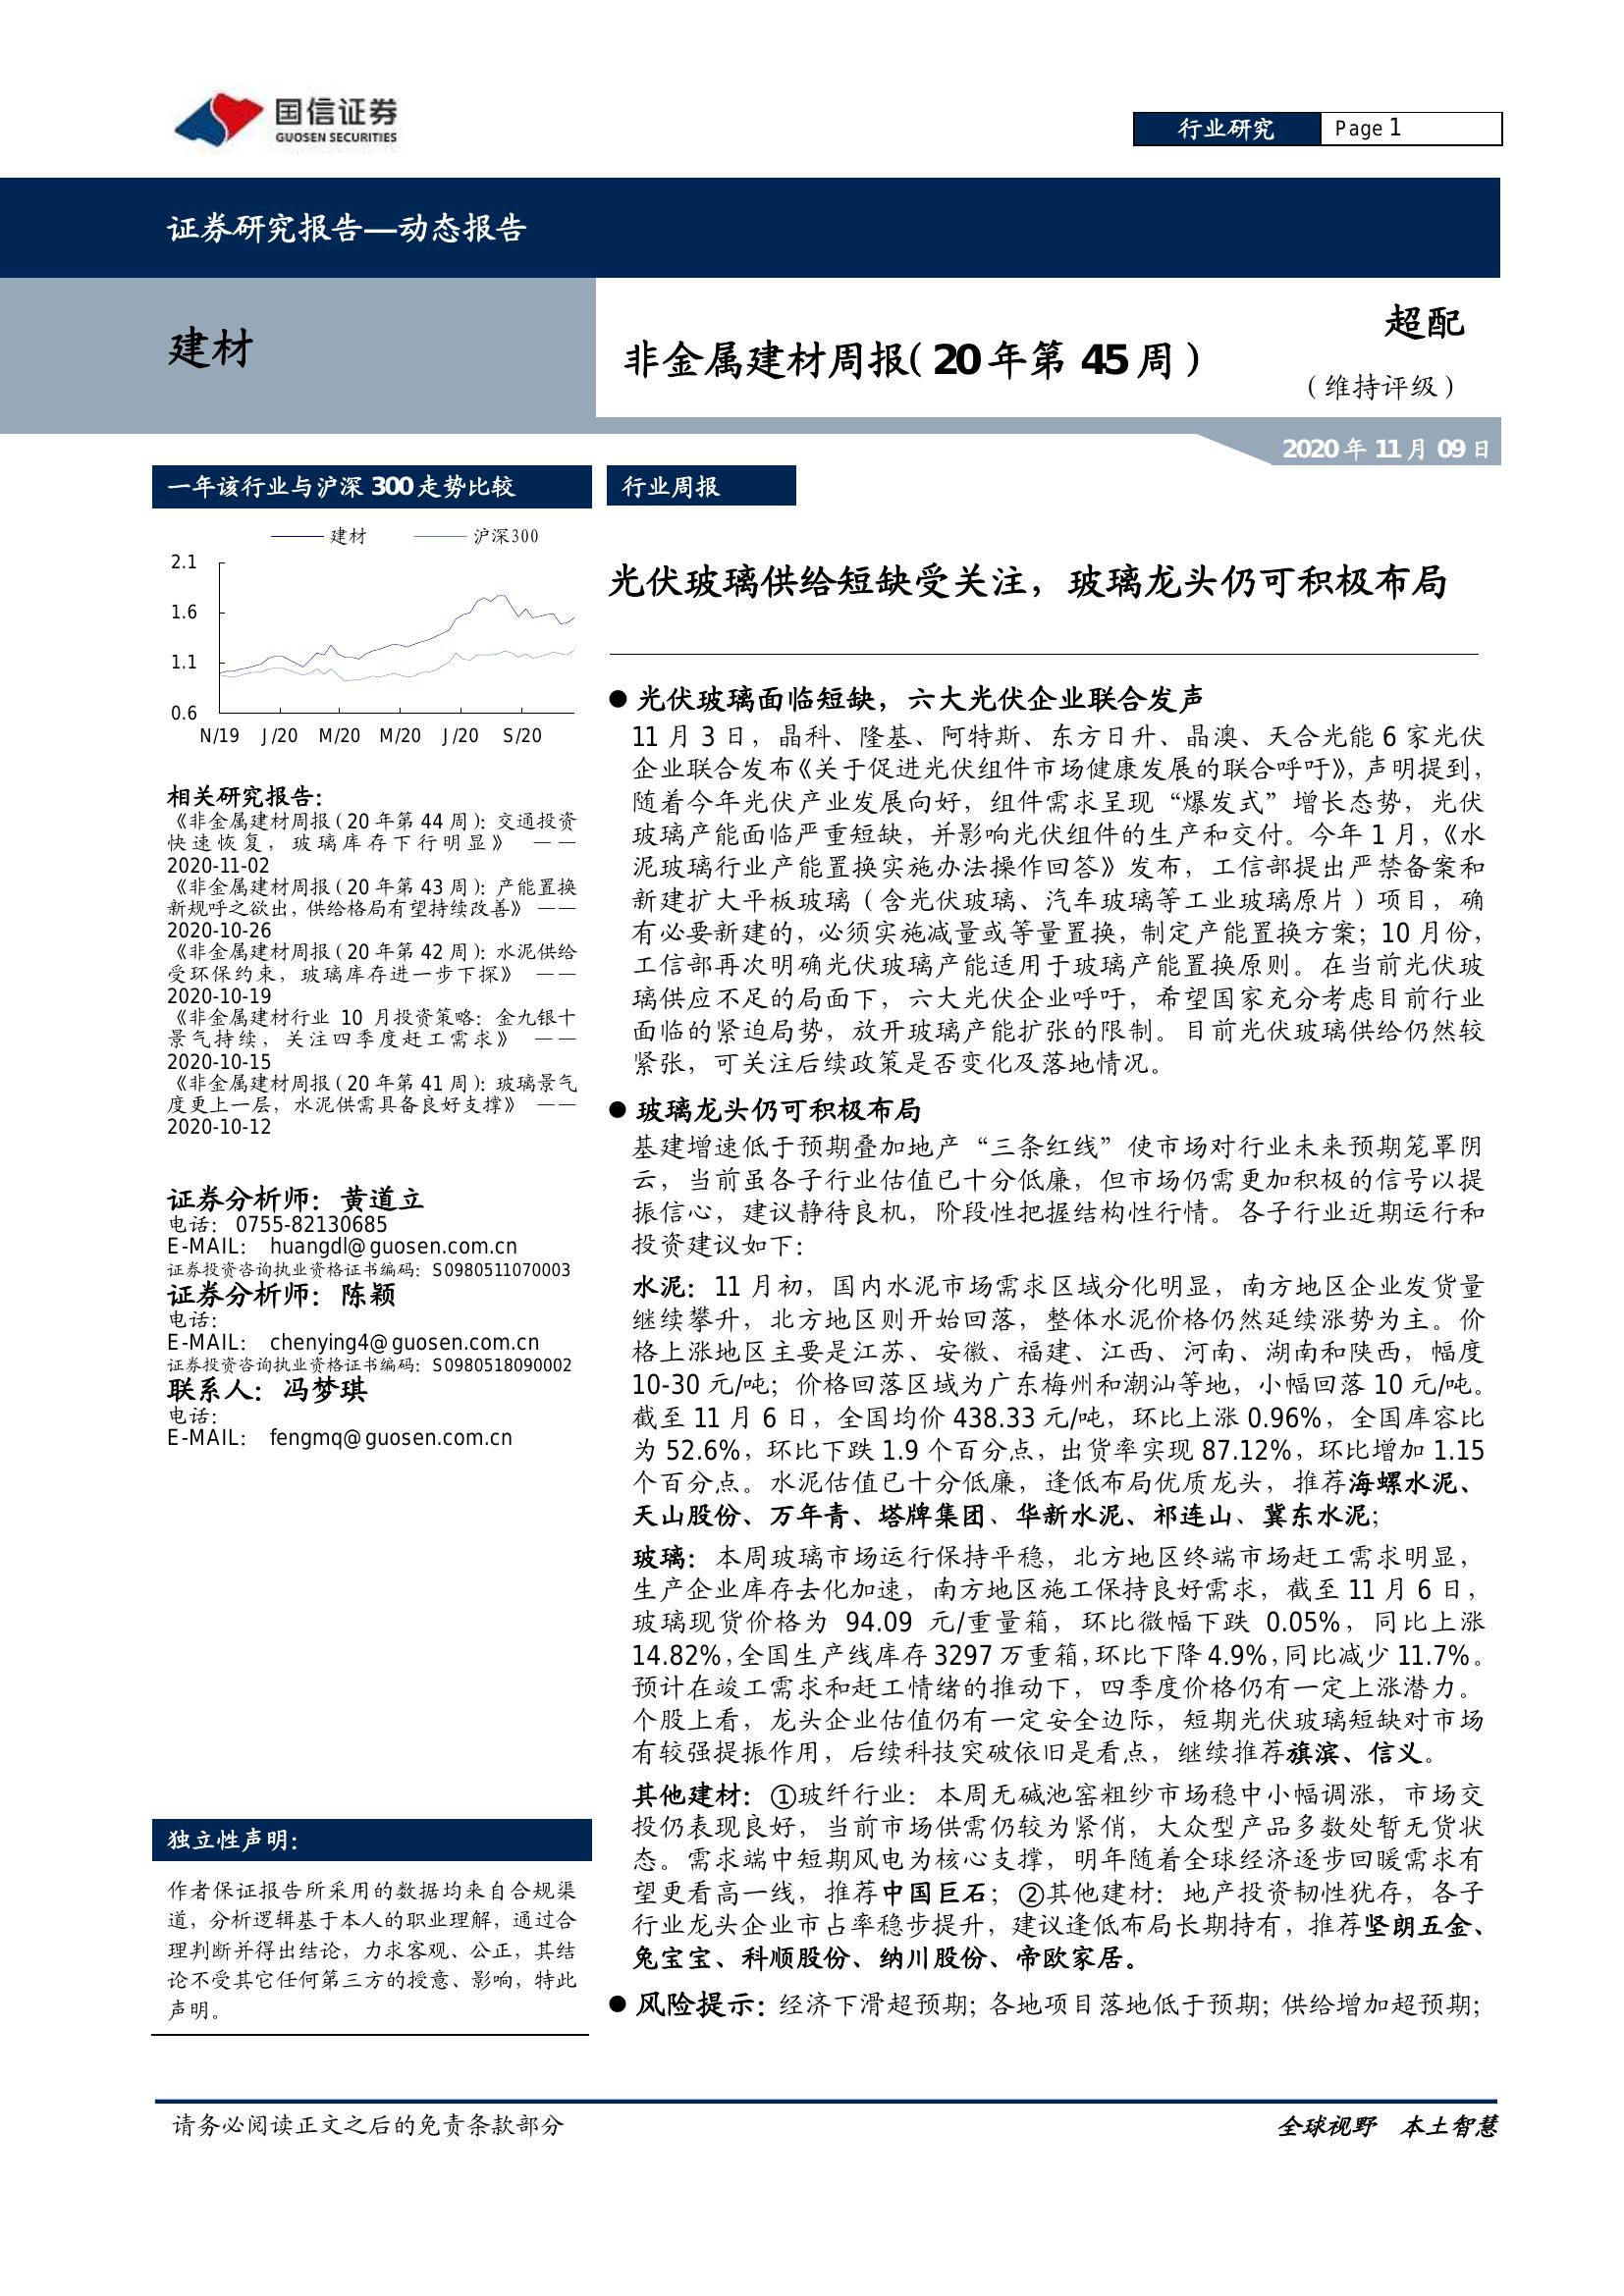 国信证券
GUOSEN SECURITIES
行业研究
Page 1
证券研究报告—动态报告
建材
非金属建材周报(20年第 45周)
超配
(维持评级)
2020年11月09日
一年该行业与沪深 300走势比较
建材
沪深300
2.1
1.6
1.1
0.6
N/19 J/20 M/20 M/20 J/20 S/20
相关研究报告：
《非金属建材周报（20年第44周）：交通投资
快速恢复，玻璃库存下行明显》 ——
2020-11-02
《非金属建材周报（20年第43周）：产能置换
新规呼之欲出，供给格局有望持续改善》 ——
2020-10-26
《非金属建材周报（20年第42周）：水泥供给
受环保约束，玻璃库存进一步下探》 ——
2020-10-19
《非金属建材行业 10 月投资策略：金九银十
景气持续，关注四季度赶工需求》 ——
2020-10-15
《非金属建材周报（20年第41周）：玻璃景气
度更上一层，水泥供需具备良好支撑》 ——
2020-10-12
证券分析师：黄道立
电话： 0755-82130685
E-MAIL： huangdl@guosen.com.cn
证券投资咨询执业资格证书编码：S0980511070003
证券分析师：陈颖
电话：
E-MAIL： chenying4@guosen.com.cn
证券投资咨询执业资格证书编码：S0980518090002
联系人：冯梦琪
电话：
E-MAIL： fengmq@guosen.com.cn
独立性声明：
作者保证报告所采用的数据均来自合规渠
道，分析逻辑基于本人的职业理解，通过合
理判断并得出结论，力求客观、公正，其结
论不受其它任何第三方的授意、影响，特此
声明。
行业周报
光伏玻璃供给短缺受关注，玻璃龙头仍可积极布局
● 光伏玻璃面临短缺，六大光伏企业联合发声
11月3日，晶科、隆基、阿特斯、东方日升、晶澳、天合光能6家光伏
企业联合发布《关于促进光伏组件市场健康发展的联合呼吁》，声明提到，
随着今年光伏产业发展向好，组件需求呈现“爆发式”增长态势，光伏
玻璃产能面临严重短缺，并影响光伏组件的生产和交付。今年1月，《水
泥玻璃行业产能置换实施办法操作回答》发布，工信部提出严禁备案和
新建扩大平板玻璃（含光伏玻璃、汽车玻璃等工业玻璃原片）项目，确
有必要新建的，必须实施减量或等量置换，制定产能置换方案；10月份，
工信部再次明确光伏玻璃产能适用于玻璃产能置换原则。在当前光伏玻
璃供应不足的局面下，六大光伏企业呼吁，希望国家充分考虑目前行业
面临的紧迫局势，放开玻璃产能扩张的限制。目前光伏玻璃供给仍然较
紧张，可关注后续政策是否变化及落地情况。
● 玻璃龙头仍可积极布局
基建增速低于预期叠加地产“三条红线”使市场对行业未来预期笼罩阴
云，当前虽各子行业估值已十分低廉，但市场仍需更加积极的信号以提
振信心，建议静待良机，阶段性把握结构性行情。各子行业近期运行和
投资建议如下：
水泥：11月初，国内水泥市场需求区域分化明显，南方地区企业发货量
继续攀升，北方地区则开始回落，整体水泥价格仍然延续涨势为主。价
格上涨地区主要是江苏、安徽、福建、江西、河南、湖南和陕西，幅度
10-30元/吨；价格回落区域为广东梅州和潮汕等地，小幅回落10元/吨。
截至11月6日，全国均价438.33元/吨，环比上涨0.96%，全国库容比
为52.6%，环比下跌1.9个百分点，出货率实现87.12%，环比增加1.15
个百分点。水泥估值已十分低廉，逢低布局优质龙头，推荐海螺水泥、
天山股份、万年青、塔牌集团、华新水泥、祁连山、冀东水泥；
玻璃：本周玻璃市场运行保持平稳，北方地区终端市场赶工需求明显，
生产企业库存去化加速，南方地区施工保持良好需求，截至11月6日，
玻璃现货价格为 94.09 元/重量箱，环比微幅下跌 0.05%，同比上涨
14.82%，全国生产线库存3297万重箱，环比下降4.9%，同比减少11.7%。
预计在竣工需求和赶工情绪的推动下，四季度价格仍有一定上涨潜力。
个股上看，龙头企业估值仍有一定安全边际，短期光伏玻璃短缺对市场
有较强提振作用，后续科技突破依旧是看点，继续推荐旗滨、信义。
其他建材：①玻纤行业：本周无碱池窑粗纱市场稳中小幅调涨，市场交
投仍表现良好，当前市场供需仍较为紧俏，大众型产品多数处暂无货状
态。需求端中短期风电为核心支撑，明年随着全球经济逐步回暖需求有
望更看高一线，推荐中国巨石；②其他建材：地产投资韧性犹存，各子
行业龙头企业市占率稳步提升，建议逢低布局长期持有，推荐坚朗五金、
兔宝宝、科顺股份、纳川股份、帝欧家居。
● 风险提示：经济下滑超预期；各地项目落地低于预期；供给增加超预期；
请务必阅读正文之后的免责条款部分
全球视野 本土智慧